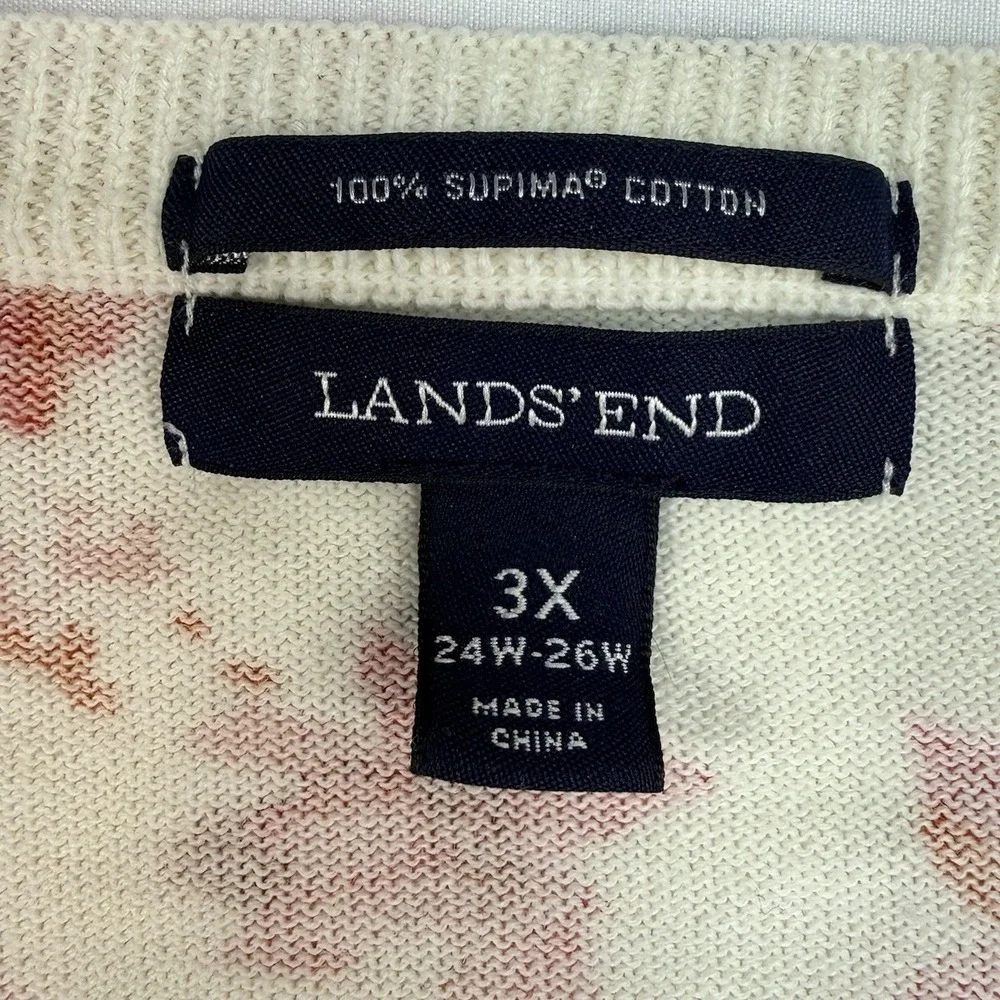 100% SUPIMA® COTTON
LANDS' END
3X
24W-26W
MADE IN
CHINA